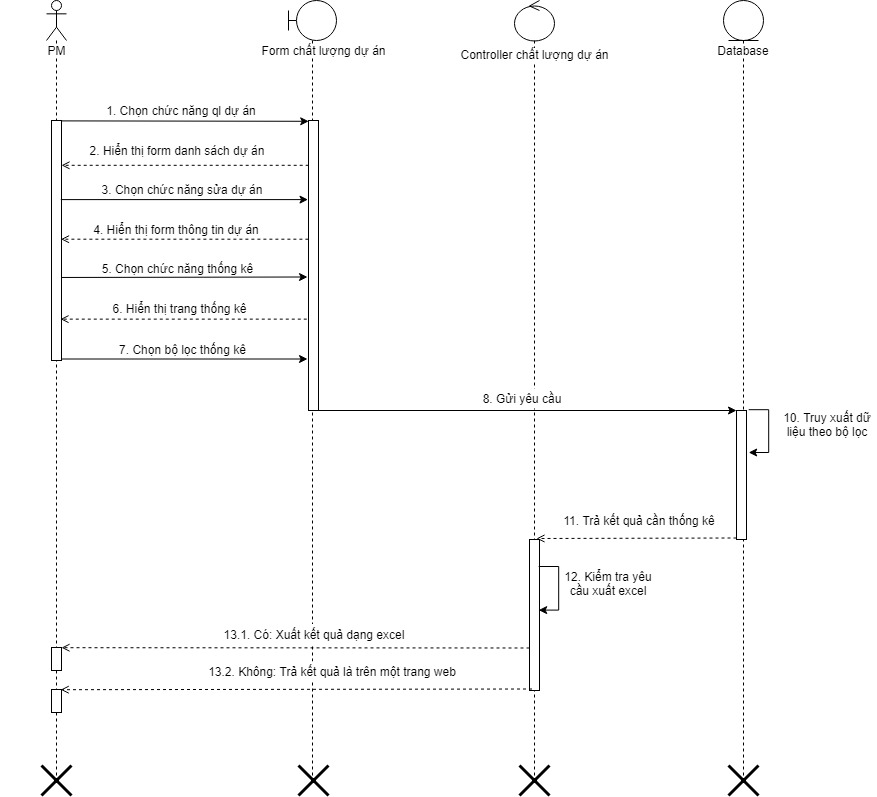 PM
Form chất lượng dự án
Controller chất lượng dự án
Database
1. Chọn chức năng ql dự án
2. Hiển thị form danh sách dự án
3. Chọn chức năng sửa dự án
4. Hiển thị form thông tin dự án
5. Chọn chức năng thống kê
6. Hiển thị trang thống kê
7. Chọn bộ lọc thống kê
8. Gửi yêu cầu
10. Truy xuất dữ
liệu theo bộ lọc
11. Trả kết quả cần thống kê
12. Kiểm tra yêu
cầu xuất excel
13.1. Có: Xuất kết quả dạng excel
13.2. Không: Trả kết quả là trên một trang web